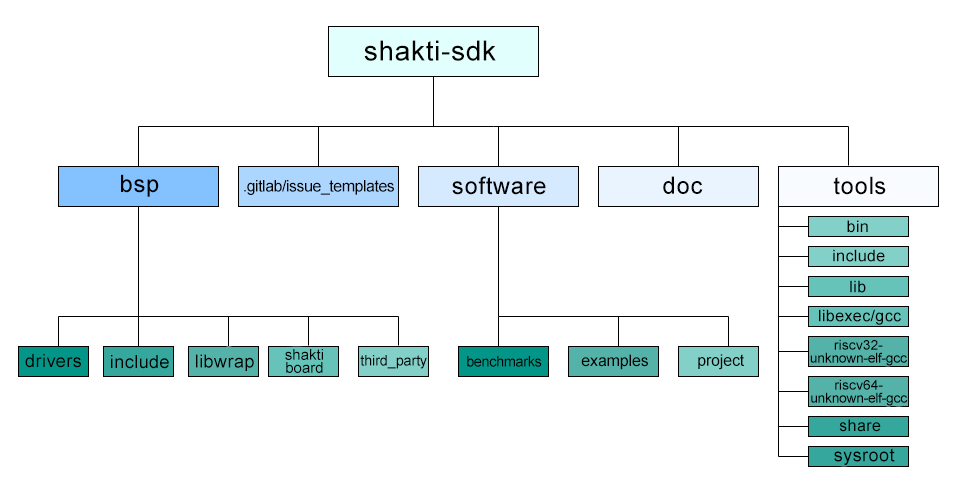 shakti-sdk
bsp
.gitlab/issue_templates
software
doc
tools
bin
include
lib
libexec/gcc
riscv32-
unknown-elf-gcc
riscv64-
unknown-elf-gcc
share
sysroot
drivers
include
libwrap
shakti
board
third_party
benchmarks
examples
project